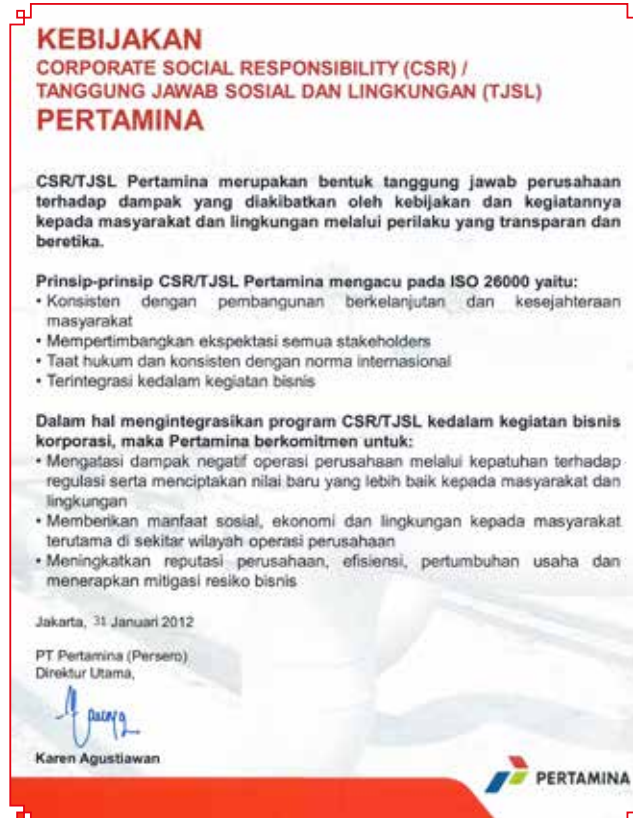 KEBIJAKAN
CORPORATE SOCIAL RESPONSIBILITY (CSR) /
TANGGUNG JAWAB SOSIAL DAN LINGKUNGAN (TJSL)
PERTAMINA
CSR/TJSL Pertamina merupakan bentuk tanggung jawab perusahaan
terhadap dampak yang diakibatkan oleh kebijakan dan kegiatannya
kepada masyarakat dan lingkungan melalui perilaku yang transparan dan
beretika.
Prinsip-prinsip CSR/TJSL Pertamina mengacu pada ISO 26000 yaitu:
• Konsisten dengan pembangunan berkelanjutan dan kesejahteraan
masyarakat
• Mempertimbangkan ekspektasi semua stakeholders
• Taat hukum dan konsisten dengan norma internasional
• Terintegrasi kedalam kegiatan bisnis
Dalam hal mengintegrasikan program CSR/TJSL kedalam kegiatan bisnis
korporasi, maka Pertamina berkomitmen untuk:
• Mengatasi dampak negatif operasi perusahaan melalui kepatuhan terhadap
regulasi serta menciptakan nilai baru yang lebih baik kepada masyarakat dan
lingkungan
• Memberikan manfaat sosial, ekonomi dan lingkungan kepada masyarakat
terutama di sekitar wilayah operasi perusahaan
• Meningkatkan reputasi perusahaan, efisiensi, pertumbuhan usaha dan
menerapkan mitigasi resiko bisnis
Jakarta, 31 Januari 2012
PT Pertamina (Persero)
Direktur Utama,
Karen Agustiawan
PERTAMINA